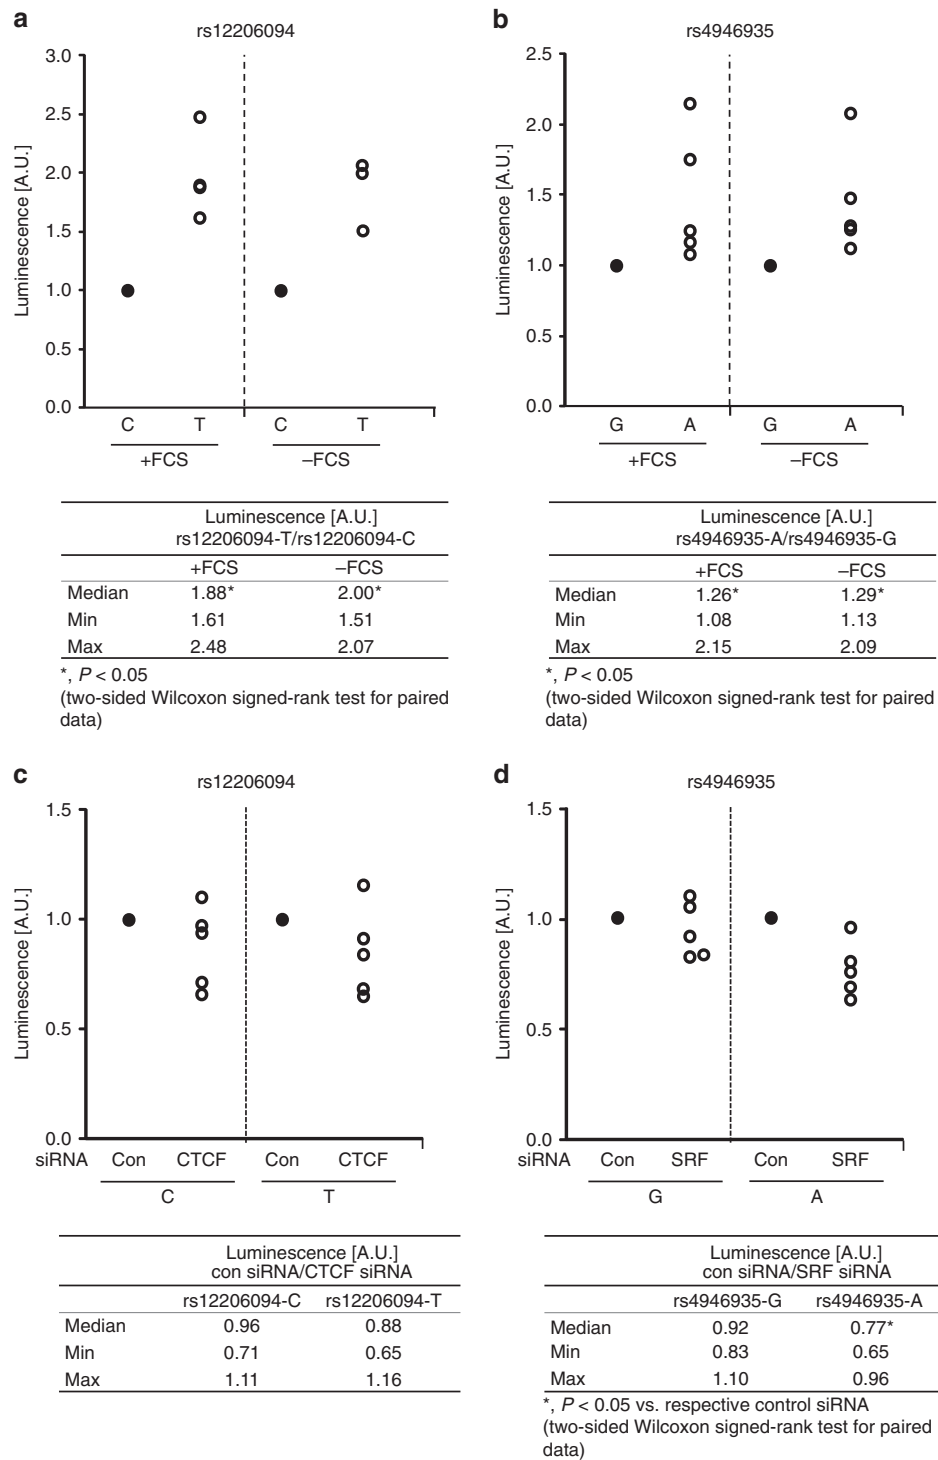 a
rs12206094
3.0
2.5
2.0
1.5
1.0
0.5
0.0
Luminescence [A.U.]
C T C T
+FCS –FCS
Luminescence [A.U.]
rs12206094-T/rs12206094-C
+FCS –FCS
Median 1.88* 2.00*
Min 1.61 1.51
Max 2.48 2.07
*, P < 0.05
(two-sided Wilcoxon signed-rank test for paired
data)
b
rs4946935
2.5
2.0
1.5
1.0
0.5
0.0
Luminescence [A.U.]
G A G A
+FCS –FCS
Luminescence [A.U.]
rs4946935-A/rs4946935-G
+FCS –FCS
Median 1.26* 1.29*
Min 1.08 1.13
Max 2.15 2.09
*, P < 0.05
(two-sided Wilcoxon signed-rank test for paired
data)
c
rs12206094
1.5
1.0
0.5
0.0
Luminescence [A.U.]
siRNA Con CTCF Con CTCF
C T
Luminescence [A.U.]
con siRNA/CTCF siRNA
rs12206094-C rs12206094-T
Median 0.96 0.88
Min 0.71 0.65
Max 1.11 1.16
d
rs4946935
1.5
1.0
0.5
0.0
Luminescence [A.U.]
siRNA Con SRF Con SRF
G A
Luminescence [A.U.]
con siRNA/SRF siRNA
rs4946935-G rs4946935-A
Median 0.92 0.77*
Min 0.83 0.65
Max 1.10 0.96
*, P < 0.05 vs. respective control siRNA
(two-sided Wilcoxon signed-rank test for paired
data)